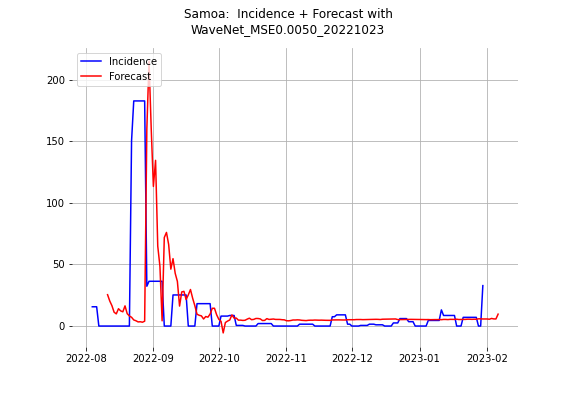 Samoa:  Incidence + Forecast with
WaveNet_MSE0.0050_20221023
Incidence
Forecast
200
150
100
50
0
2022-08 2022-09 2022-10 2022-11 2022-12 2023-01 2023-02